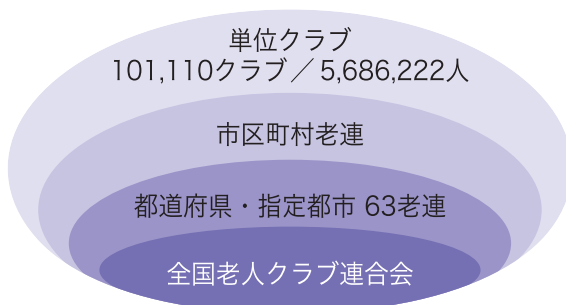 単位クラブ
101,110クラブ／5,686,222人
市区町村老連
都道府県・指定都市 63老連
全国老人クラブ連合会